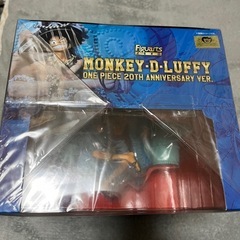 Figuarts
ZERO
MONKEY·D·LUFFY
ONE PIECE 20TH ANNIVERSARY VER.